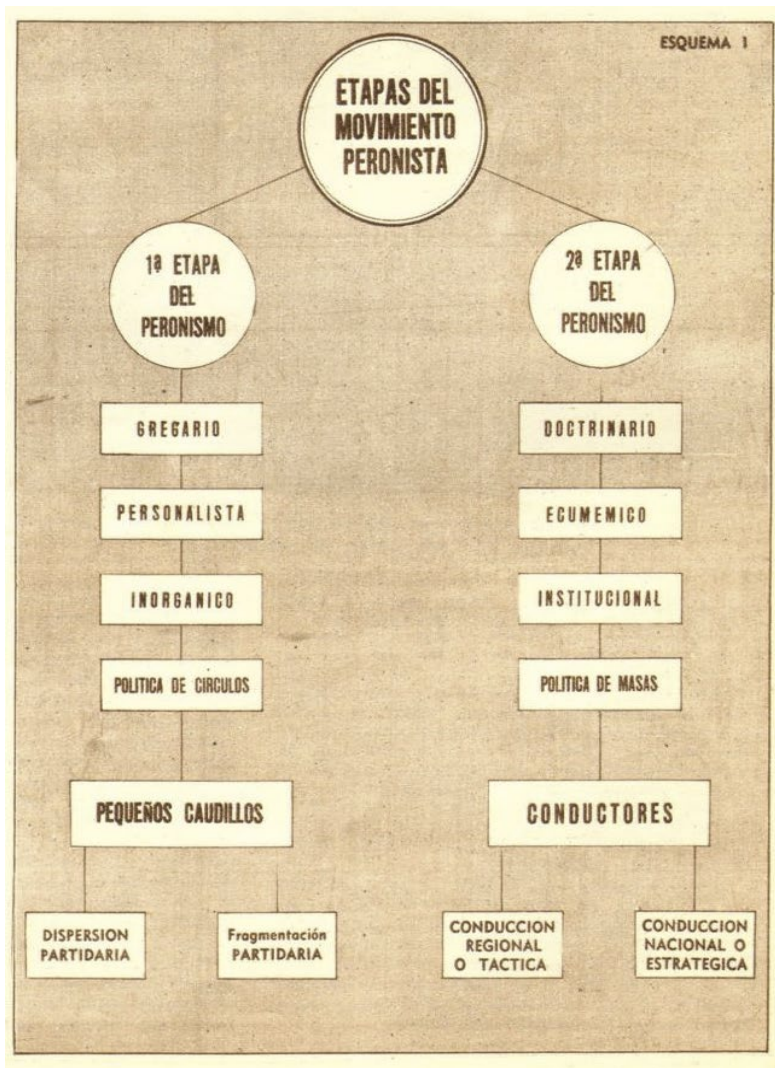 ESQUEMA 1
ETAPAS DEL
MOVIMIENTO
PERONISTA
1ª ETAPA
DEL
PERONISMO
GREGARIO
PERSONALISTA
INORGANICO
POLITICA DE CIRCULOS
PEQUEÑOS CAUDILLOS
DISPERSION
PARTIDARIA
Fragmentación
PARTIDARIA
2ª ETAPA
DEL
PERONISMO
DOCTRINARIO
ECUMEMICO
INSTITUCIONAL
POLITICA DE MASAS
CONDUCTORES
CONDUCCION
REGIONAL
O TACTICA
CONDUCCION
NACIONAL O
ESTRATEGICA